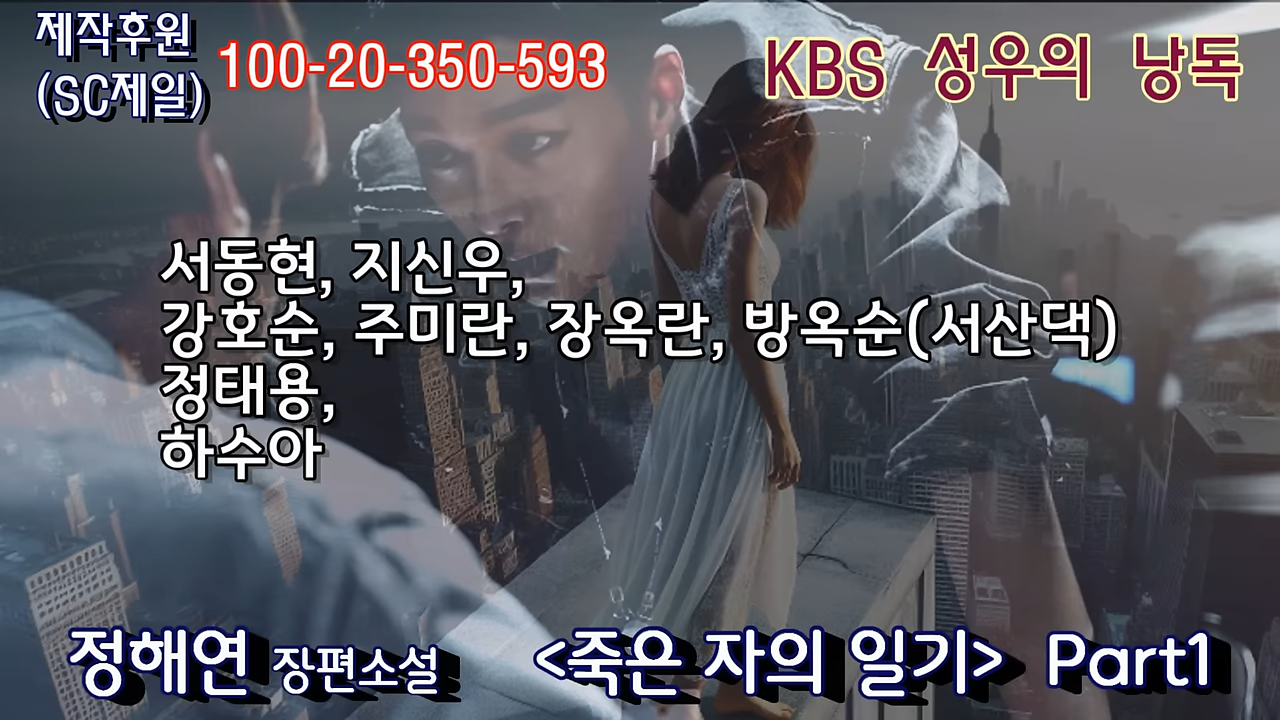 제작후원
(SC제일)
100-20-350-593
KBS 성우의 낭독
서동현, 지신우,
강호순, 주미란, 장옥란, 방옥순(서산댁)
정태용,
하수아
정해연 장편소설 <죽은 자의 일기> Part1